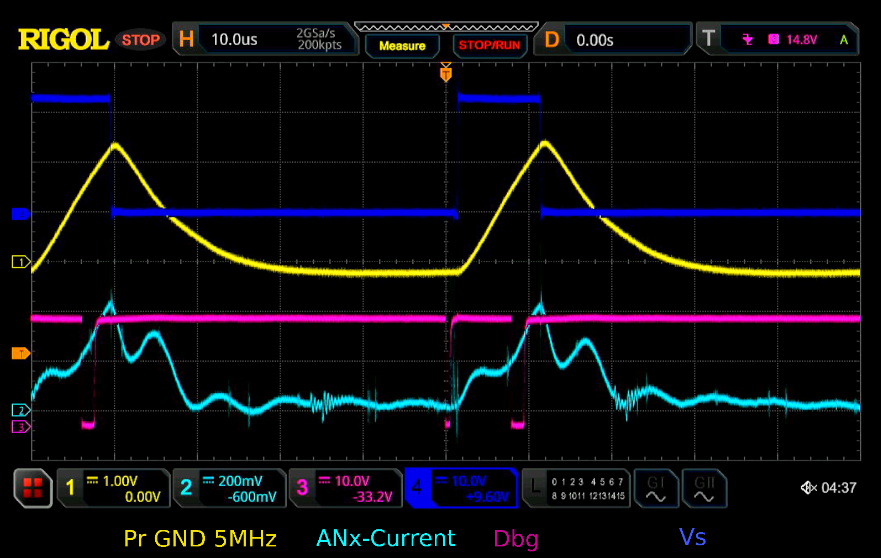 RIGOL STOP H 10.0us 2GSa/s 200kpts Measure STOP/RUN D 0.00s T 14.8V A
T
1
T
2
3
1 1.00V 0.00V 2 200mV -600mV 3 10.0V -33.2V 4 10.0V +9.60V L 0 1 2 3 4 5 6 7 8 9 10 11 12 13 14 15 GI GII 04:37
Pr GND 5MHz ANx-Current Dbg Vs